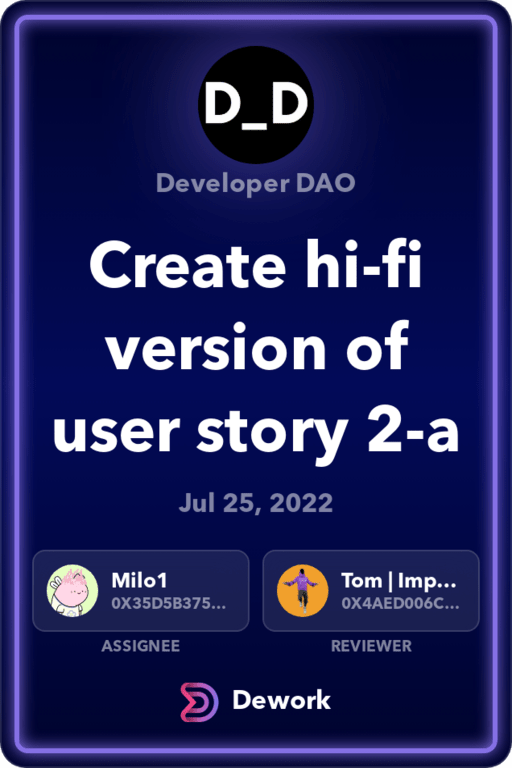 D_D
Developer DAO
Create hi-fi
version of
user story 2-a
Jul 25, 2022
Milo1
0X35D5B375...
ASSIGNEE
Tom | Imp...
0X4AED006C...
REVIEWER
Dework